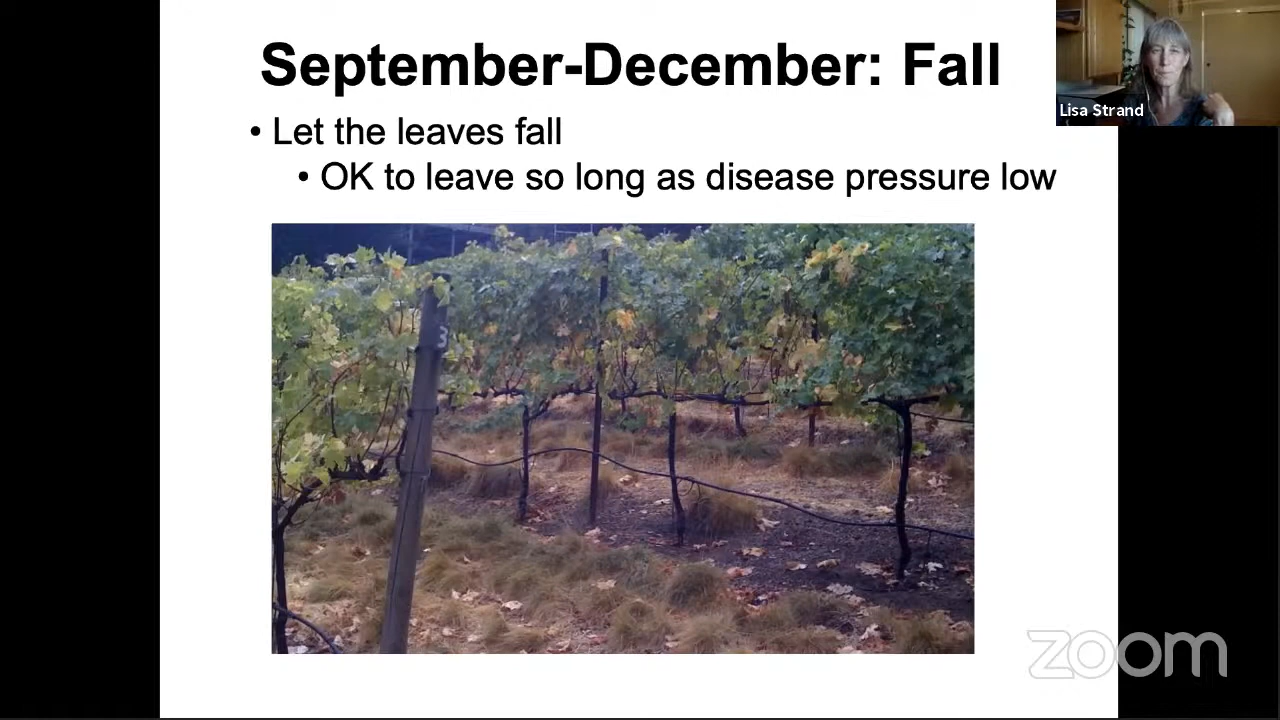 September-December: Fall
• Let the leaves fall
• OK to leave so long as disease pressure low
Lisa Strand
3
zoom